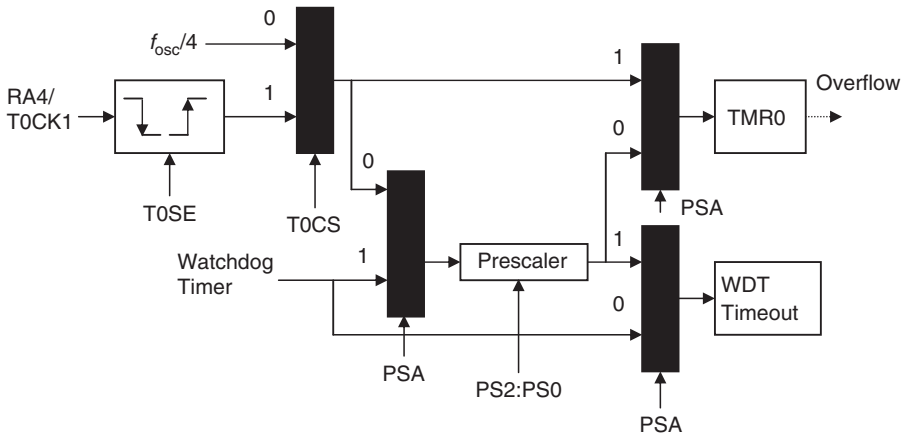 0
fosc/4
RA4/
T0CK1
1
T0SE
T0CS
0
1
Watchdog
Timer
PSA
Prescaler
PS2:PS0
1
0
PSA
TMR0
Overflow
1
0
PSA
WDT
Timeout